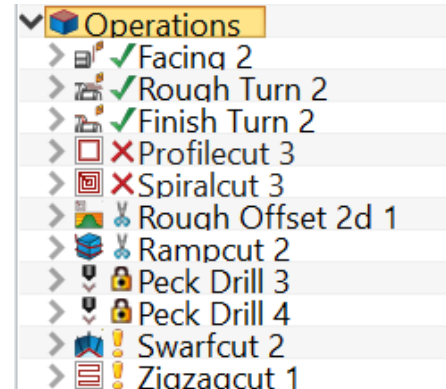 Operations
Facing 2
Rough Turn 2
Finish Turn 2
Profilecut 3
Spiralcut 3
Rough Offset 2d 1
Rampcut 2
Peck Drill 3
Peck Drill 4
Swarfcut 2
Zigzagcut 1